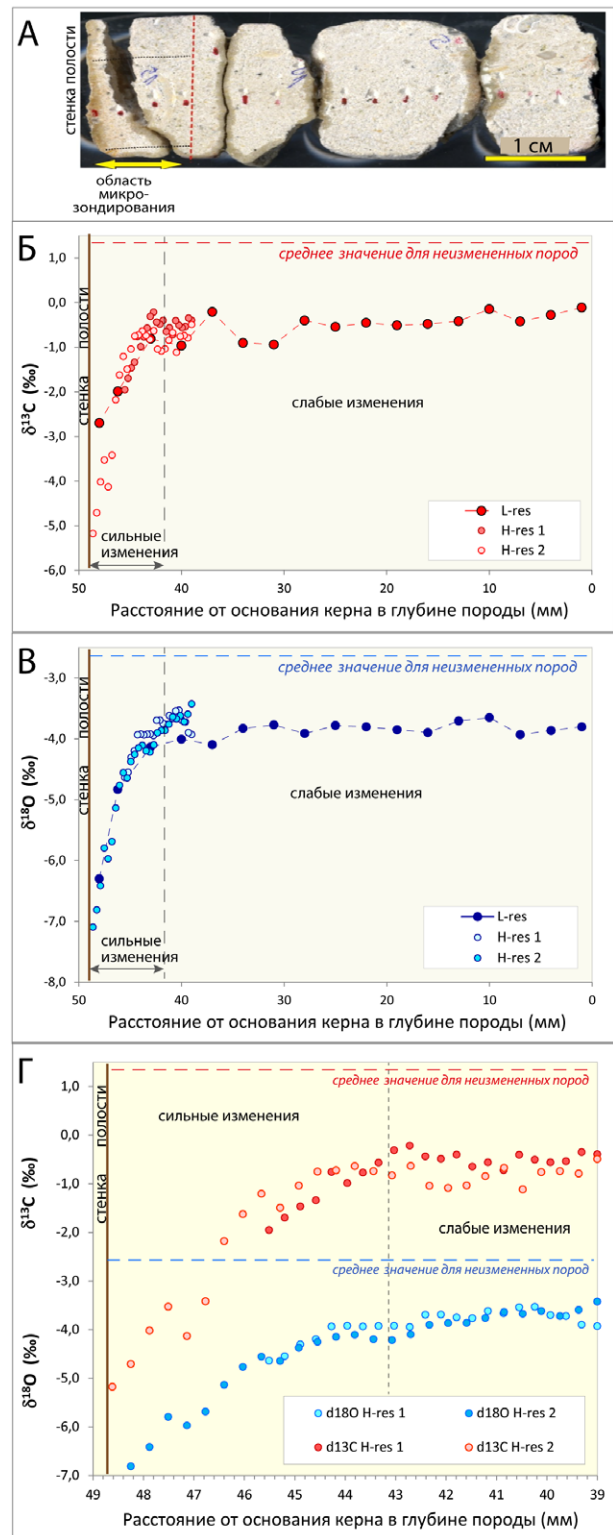 А
стенка полости
1 см
область
микро-
зондирования
Б
1,0
0,0
-1,0
-2,0
-3,0
-4,0
-5,0
-6,0
δ¹³C (‰)
среднее значение для неизмененных пород
стенка полости
слабые изменения
сильные
изменения
L-res
H-res 1
H-res 2
50 40 30 20 10 0
Расстояние от основания керна в глубине породы (мм)
В
-3,0
-4,0
-5,0
-6,0
-7,0
-8,0
δ¹⁸O (‰)
среднее значение для неизмененных пород
стенка полости
слабые изменения
сильные
изменения
L-res
H-res 1
H-res 2
50 40 30 20 10 0
Расстояние от основания керна в глубине породы (мм)
Г
1,0
0,0
-1,0
-2,0
-3,0
-4,0
-5,0
-6,0
-7,0
δ¹³C (‰)
δ¹⁸O (‰)
среднее значение для неизмененных пород
стенка полости
сильные изменения
слабые изменения
среднее значение для неизмененных пород
d18O H-res 1 d18O H-res 2
d13C H-res 1 d13C H-res 2
49 48 47 46 45 44 43 42 41 40 39
Расстояние от основания керна в глубине породы (мм)